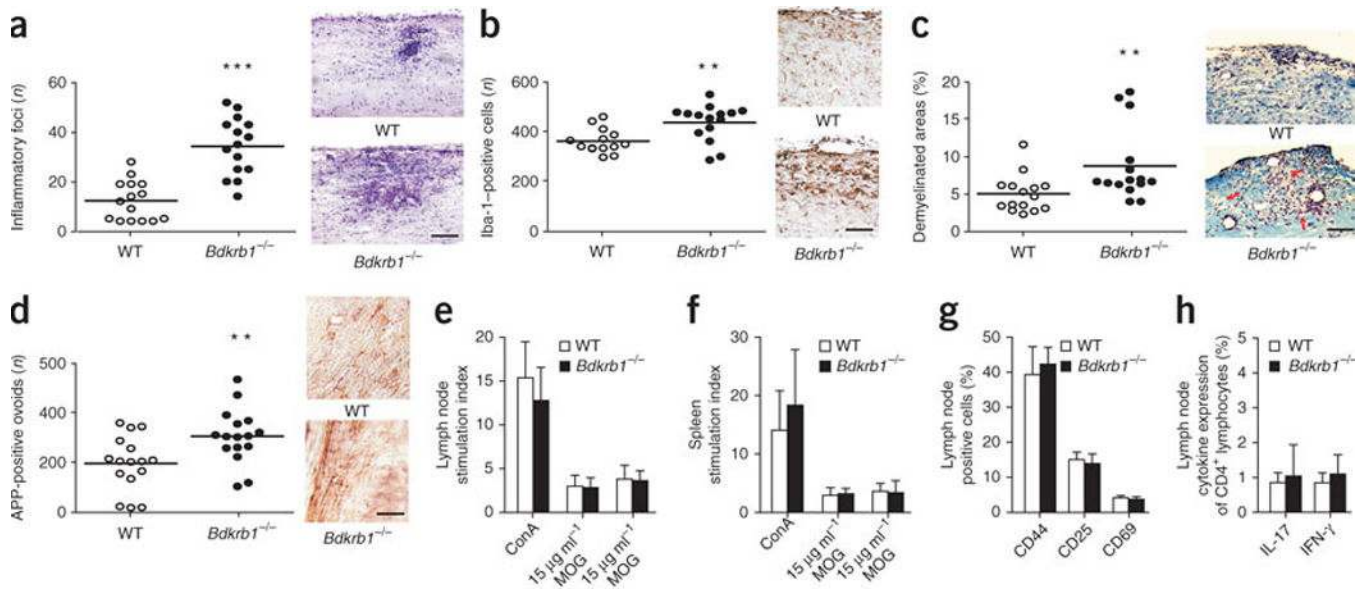 a
Inflammatory foci (n)
60
40
20
0
***
WT
Bdkrb1⁻/⁻
WT
Bdkrb1⁻/⁻
b
Iba-1–positive cells (n)
600
400
200
0
**
WT
Bdkrb1⁻/⁻
WT
Bdkrb1⁻/⁻
c
Demyelinated areas (%)
20
15
10
5
0
**
WT
Bdkrb1⁻/⁻
WT
Bdkrb1⁻/⁻
d
APP-positive ovoids (n)
500
400
300
200
0
**
WT
Bdkrb1⁻/⁻
WT
Bdkrb1⁻/⁻
e
Lymph node
stimulation index
20
15
10
5
0
WT
Bdkrb1⁻/⁻
ConA
15 µg ml⁻¹
MOG
15 µg ml⁻¹
MOG
f
Spleen
stimulation index
30
20
10
0
WT
Bdkrb1⁻/⁻
ConA
15 µg ml⁻¹
MOG
15 µg ml⁻¹
MOG
g
Lymph node
positive cells (%)
50
40
30
20
10
0
WT
Bdkrb1⁻/⁻
CD44
CD25
CD69
h
Lymph node
cytokine expression
of CD4⁺ lymphocytes (%)
5
4
3
2
1
0
WT
Bdkrb1⁻/⁻
IL-17
IFN-γ